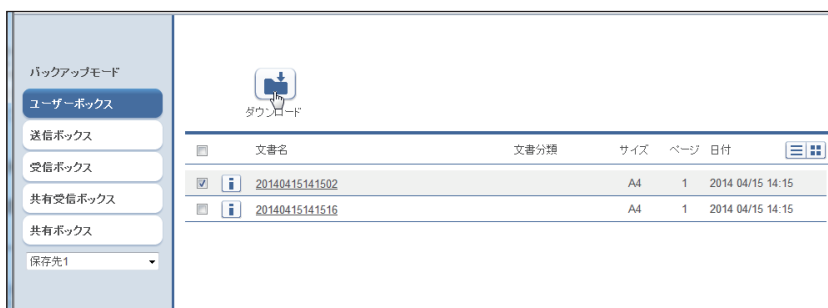 バックアップモード
ユーザーボックス
送信ボックス
受信ボックス
共有受信ボックス
共有ボックス
保存先1
ダウンロード
文書名 文書分類 サイズ ページ 日付
20140415141502 A4 1 2014 04/15 14:15
20140415141516 A4 1 2014 04/15 14:15